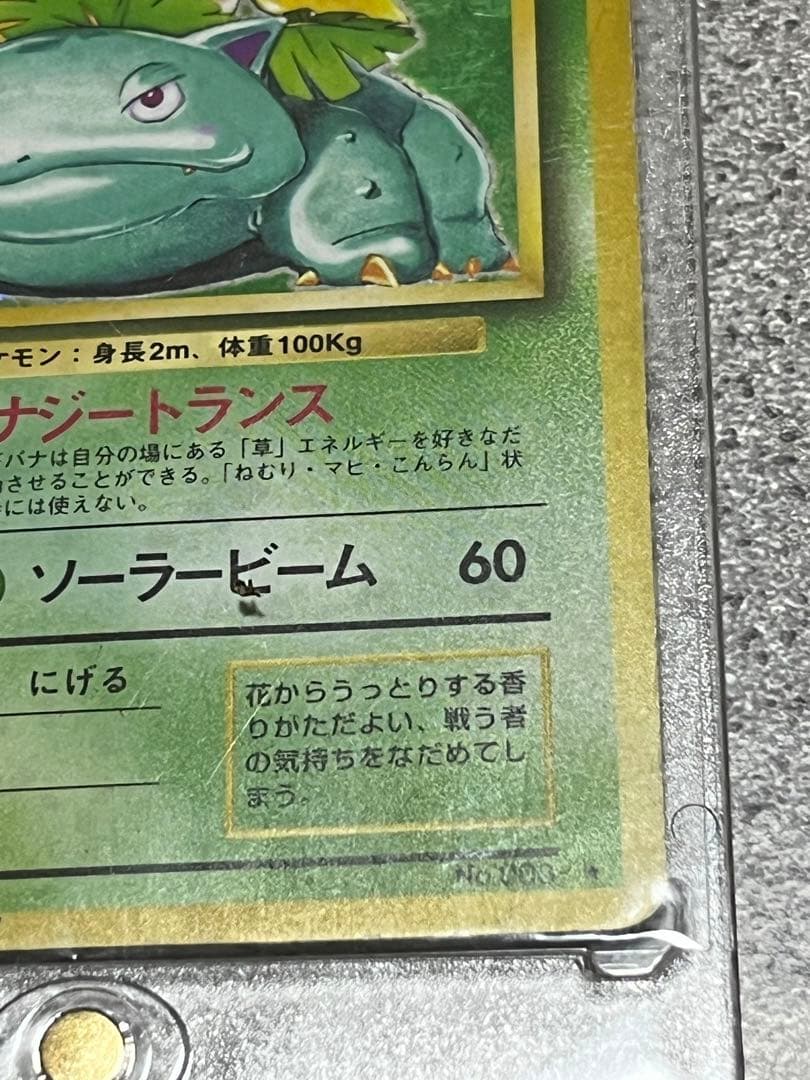 ケモン：身長2m、体重100Kg
ナジートランス
バナは自分の場にある「草」エネルギーを好きなだ
させることができる。「ねむり・マヒ・こんらん」状
には使えない。
ソーラービーム 60
にげる
花からうっとりする香
りがただよい、戦う者
の気持ちをなだめてし
まう。
No.003